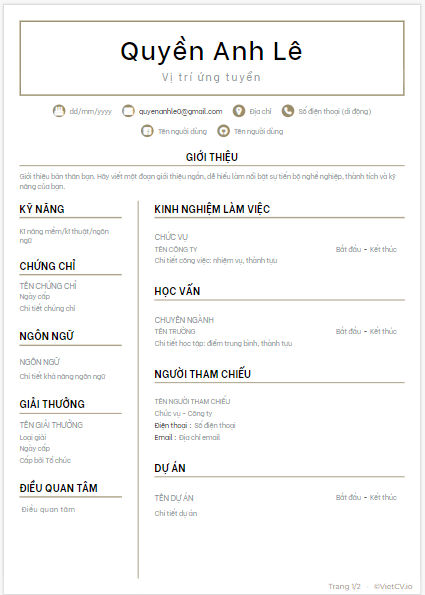 Quyền Anh Lê
Vị trí ứng tuyển
dd/mm/yyyy quyenanhle0@gmail.com Địa chỉ Số điện thoại (di động)
Tên người dùng Tên người dùng
GIỚI THIỆU
Giới thiệu bản thân bạn. Hãy viết một đoạn giới thiệu ngắn, dễ hiểu làm nổi bật sự tiến bộ nghề nghiệp, thành tích và kỹ
năng của bạn.
KỸ NĂNG
Kĩ năng mềm/kĩ thuật/ngôn
ngữ
CHỨNG CHỈ
TÊN CHỨNG CHỈ
Ngày cấp
Chi tiết chứng chỉ
NGÔN NGỮ
NGÔN NGỮ
Chi tiết khả năng ngôn ngữ
GIẢI THƯỞNG
TÊN GIẢI THƯỞNG
Loại giải
Ngày cấp
Cấp bởi Tổ chức
ĐIỀU QUAN TÂM
Điều quan tâm
KINH NGHIỆM LÀM VIỆC
CHỨC VỤ
TÊN CÔNG TY Bắt đầu - Kết thúc
Chi tiết công việc: nhiệm vụ, thành tựu
HỌC VẤN
CHUYÊN NGÀNH
TÊN TRƯỜNG Bắt đầu - Kết thúc
Chi tiết học tập: điểm trung bình, thành tựu
NGƯỜI THAM CHIẾU
TÊN NGƯỜI THAM CHIẾU
Chức vụ - Công ty
Điện thoại : Số điện thoại
Email : Địa chỉ email
DỰ ÁN
TÊN DỰ ÁN Bắt đầu - Kết thúc
Chi tiết dự án
Trang 1/2 · ©VietCV.io